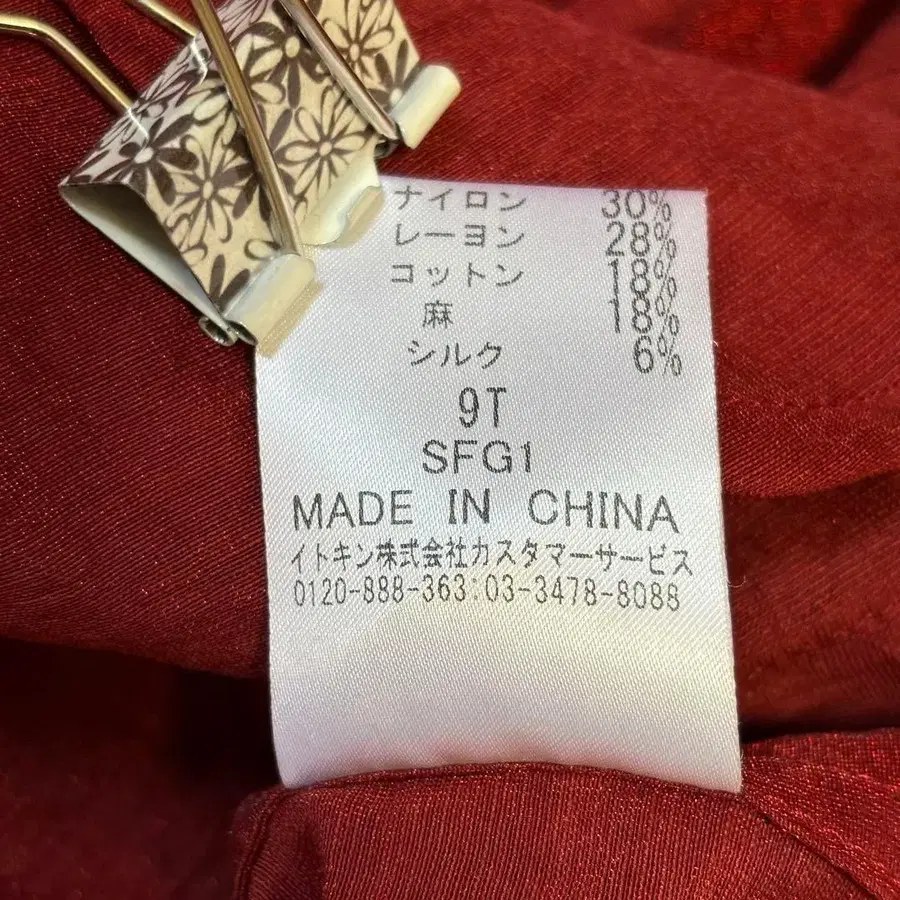 ナイロン 30%
レーヨン 28%
コットン 18%
麻 18%
シルク 6%
9T
SFG1
MADE IN CHINA
イトキン株式会社カスタマーサービス
0120-888-363:03-3478-8088